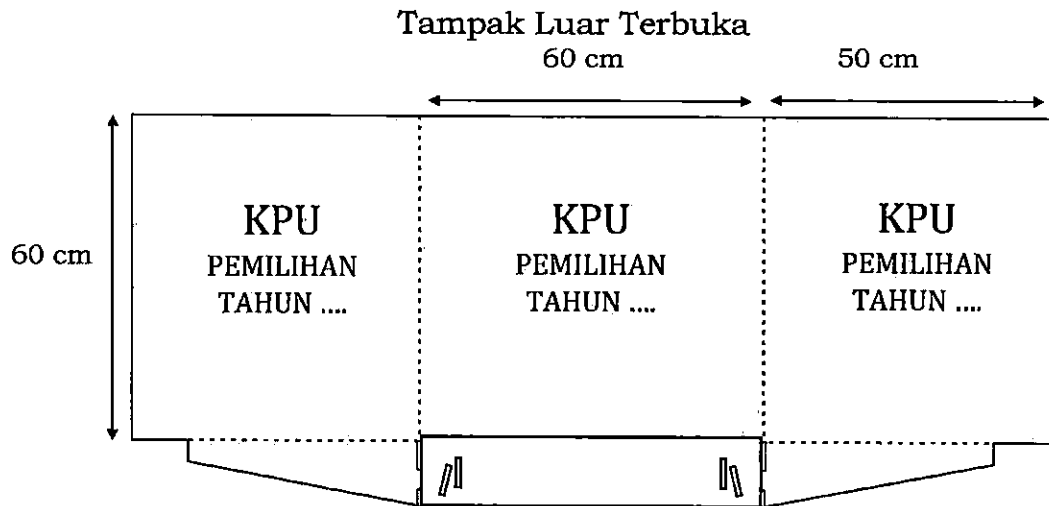 Tampak Luar Terbuka
60 cm
50 cm
60 cm
KPU
PEMILIHAN
TAHUN ....
KPU
PEMILIHAN
TAHUN ....
KPU
PEMILIHAN
TAHUN ....